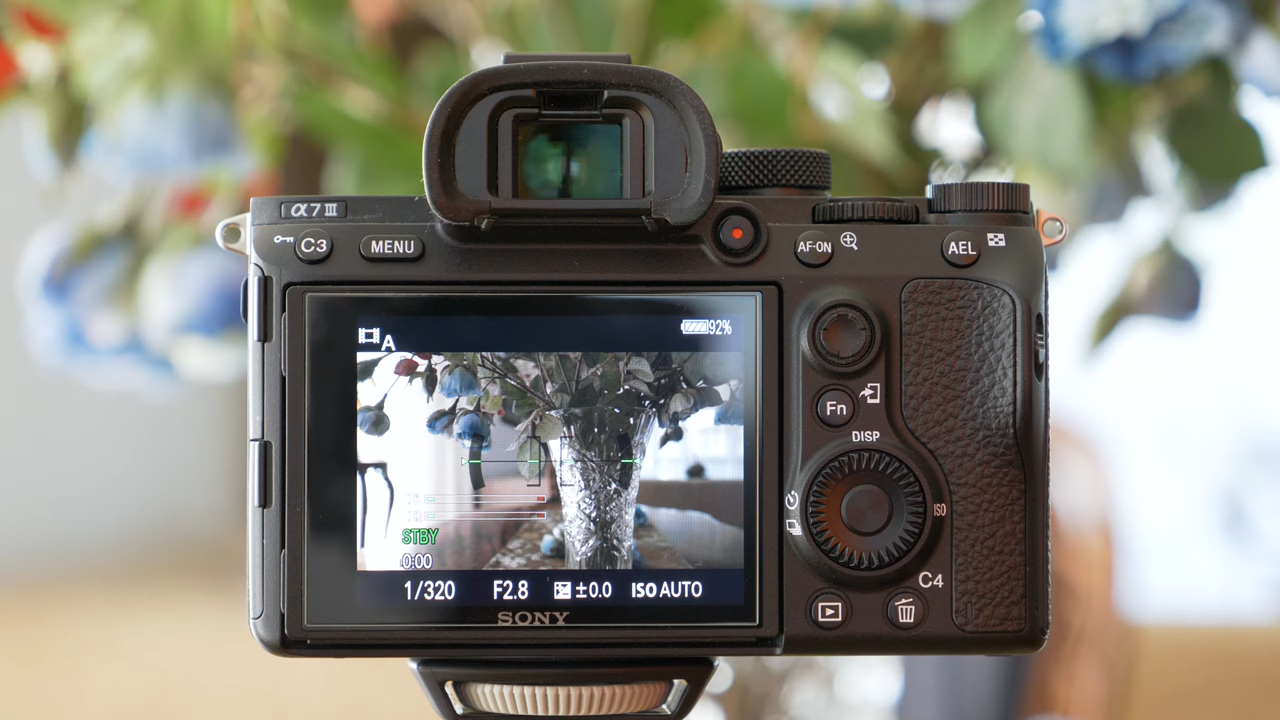 α7 III
C3
MENU
AF-ON
AEL
A
92%
Fn
DISP
ISO
STBY
0:00
1/320 F2.8 ±0.0 ISO AUTO
C4
SONY